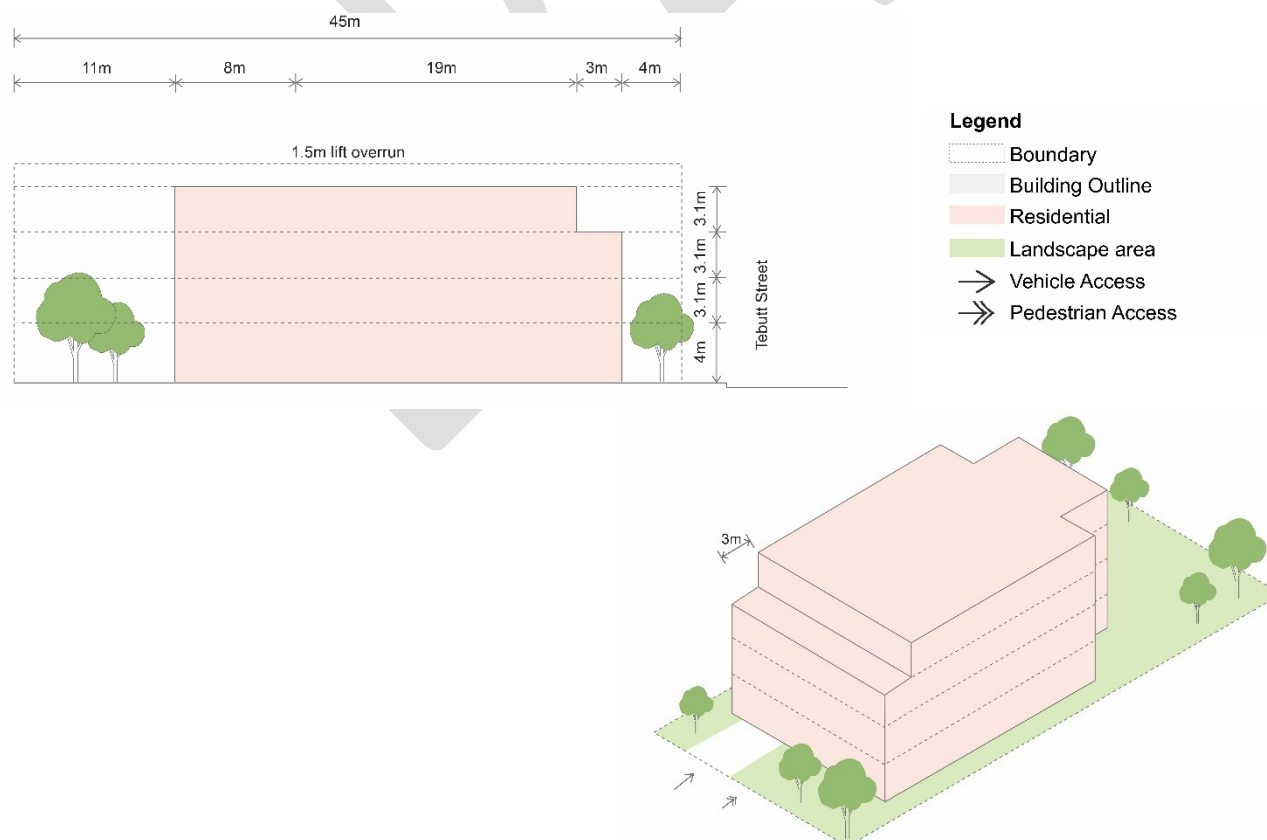 45m
11m
8m
19m
3m
4m
1.5m lift overrun
3.1m
3.1m
3.1m
4m
Tebutt Street
Legend
Boundary
Building Outline
Residential
Landscape area
Vehicle Access
Pedestrian Access
3m